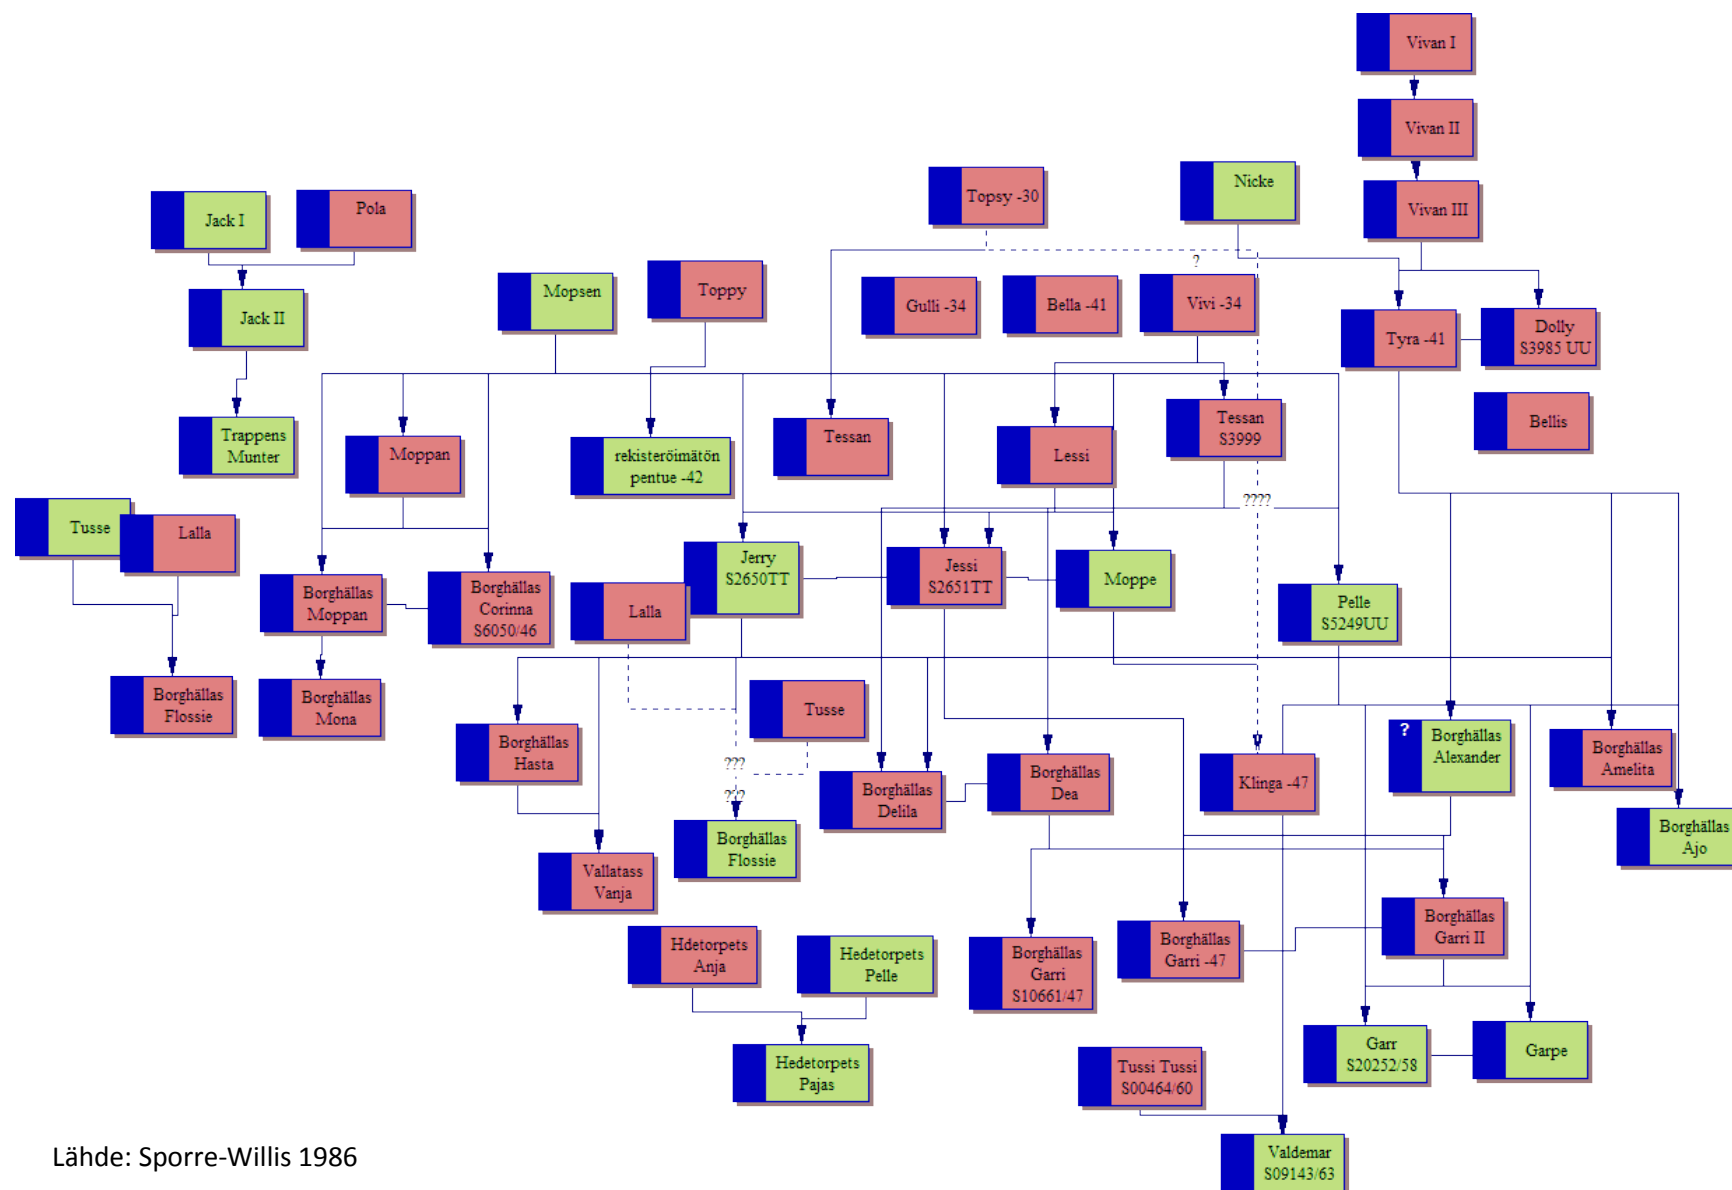 Vivan I
Vivan II
Vivan III
Topsy -30
Nicke
Jack I
Pola
?
Mopsen
Toppy
Gulli -34
Bella -41
Vivi -34
Jack II
Tyra -41
Dolly
S3985 UU
Trappens
Munter
Moppan
rekisteröimätön
pentue -42
Tessan
Lessi
Tessan
S3999
Bellis
????
Tusse
Lalla
Borghällas
Moppan
Borghällas
Corinna
S6050/46
Lalla
Jerry
S2650TT
Jessi
S2651TT
Moppe
Pelle
S5249UU
Borghällas
Flossie
Borghällas
Mona
Borghällas
Hasta
Tusse
???
???
Borghällas
Delila
Borghällas
Dea
Klinga -47
?
Borghällas
Alexander
Borghällas
Amelita
Borghällas
Ajo
Vallatass
Vanja
Borghällas
Flossie
Hdetorpets
Anja
Hedetorpets
Pelle
Borghällas
Garri
S10661/47
Borghällas
Garri -47
Borghällas
Garri II
Hedetorpets
Pajas
Tussi Tussi
S00464/60
Garr
S20252/58
Garpe
Valdemar
S09143/63
Lähde: Sporre-Willis 1986